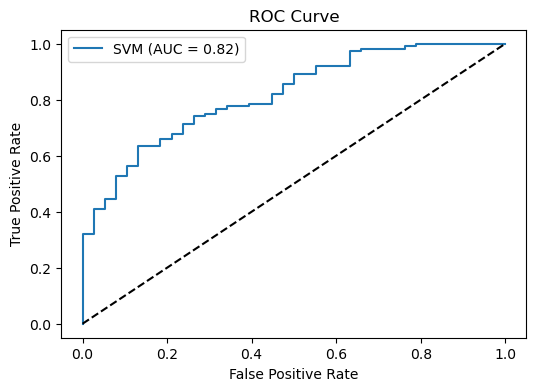 ROC Curve
SVM (AUC = 0.82)
True Positive Rate
1.0
0.8
0.6
0.4
0.2
0.0
0.0 0.2 0.4 0.6 0.8 1.0
False Positive Rate